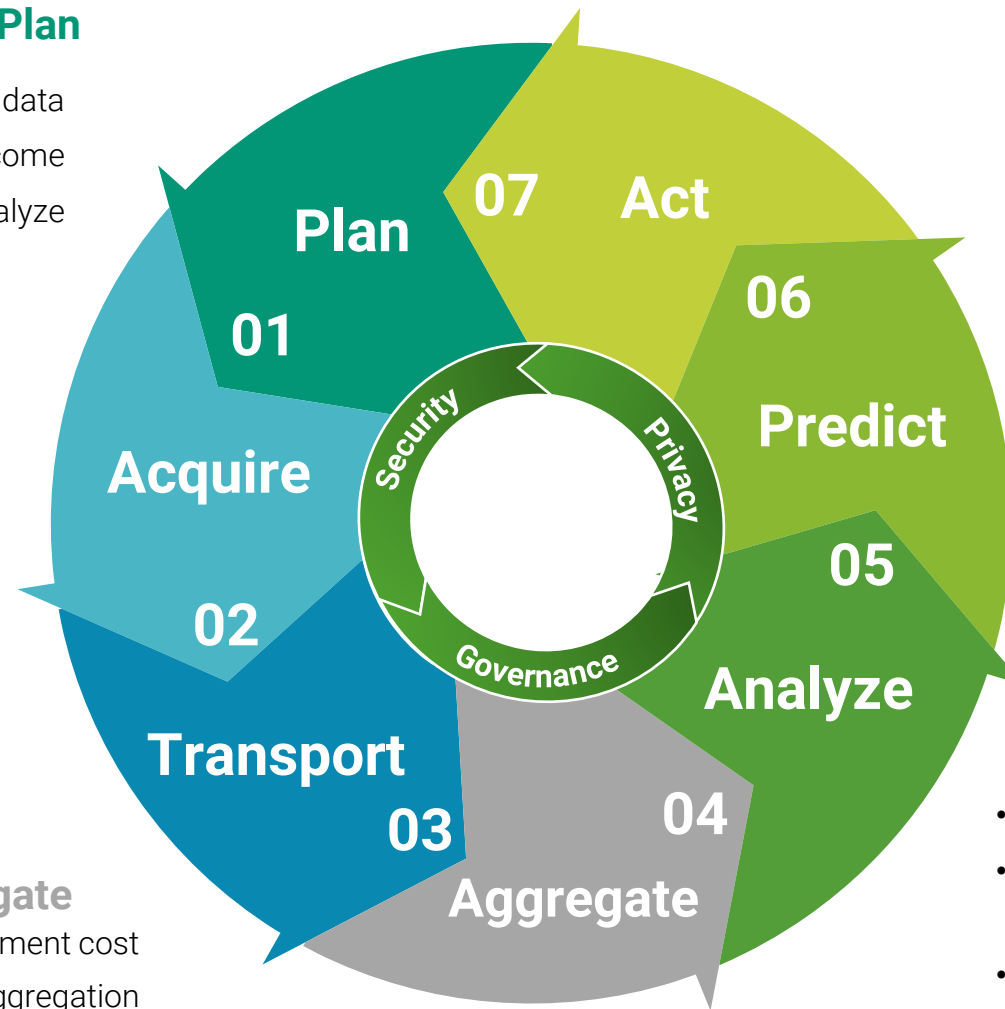 Plan
data
come
alyze
07
Act
Plan
06
01
Security
Privacy
Predict
Acquire
05
02
Governance
Analyze
Transport
04
03
Aggregate
gate
ment cost
ggregation